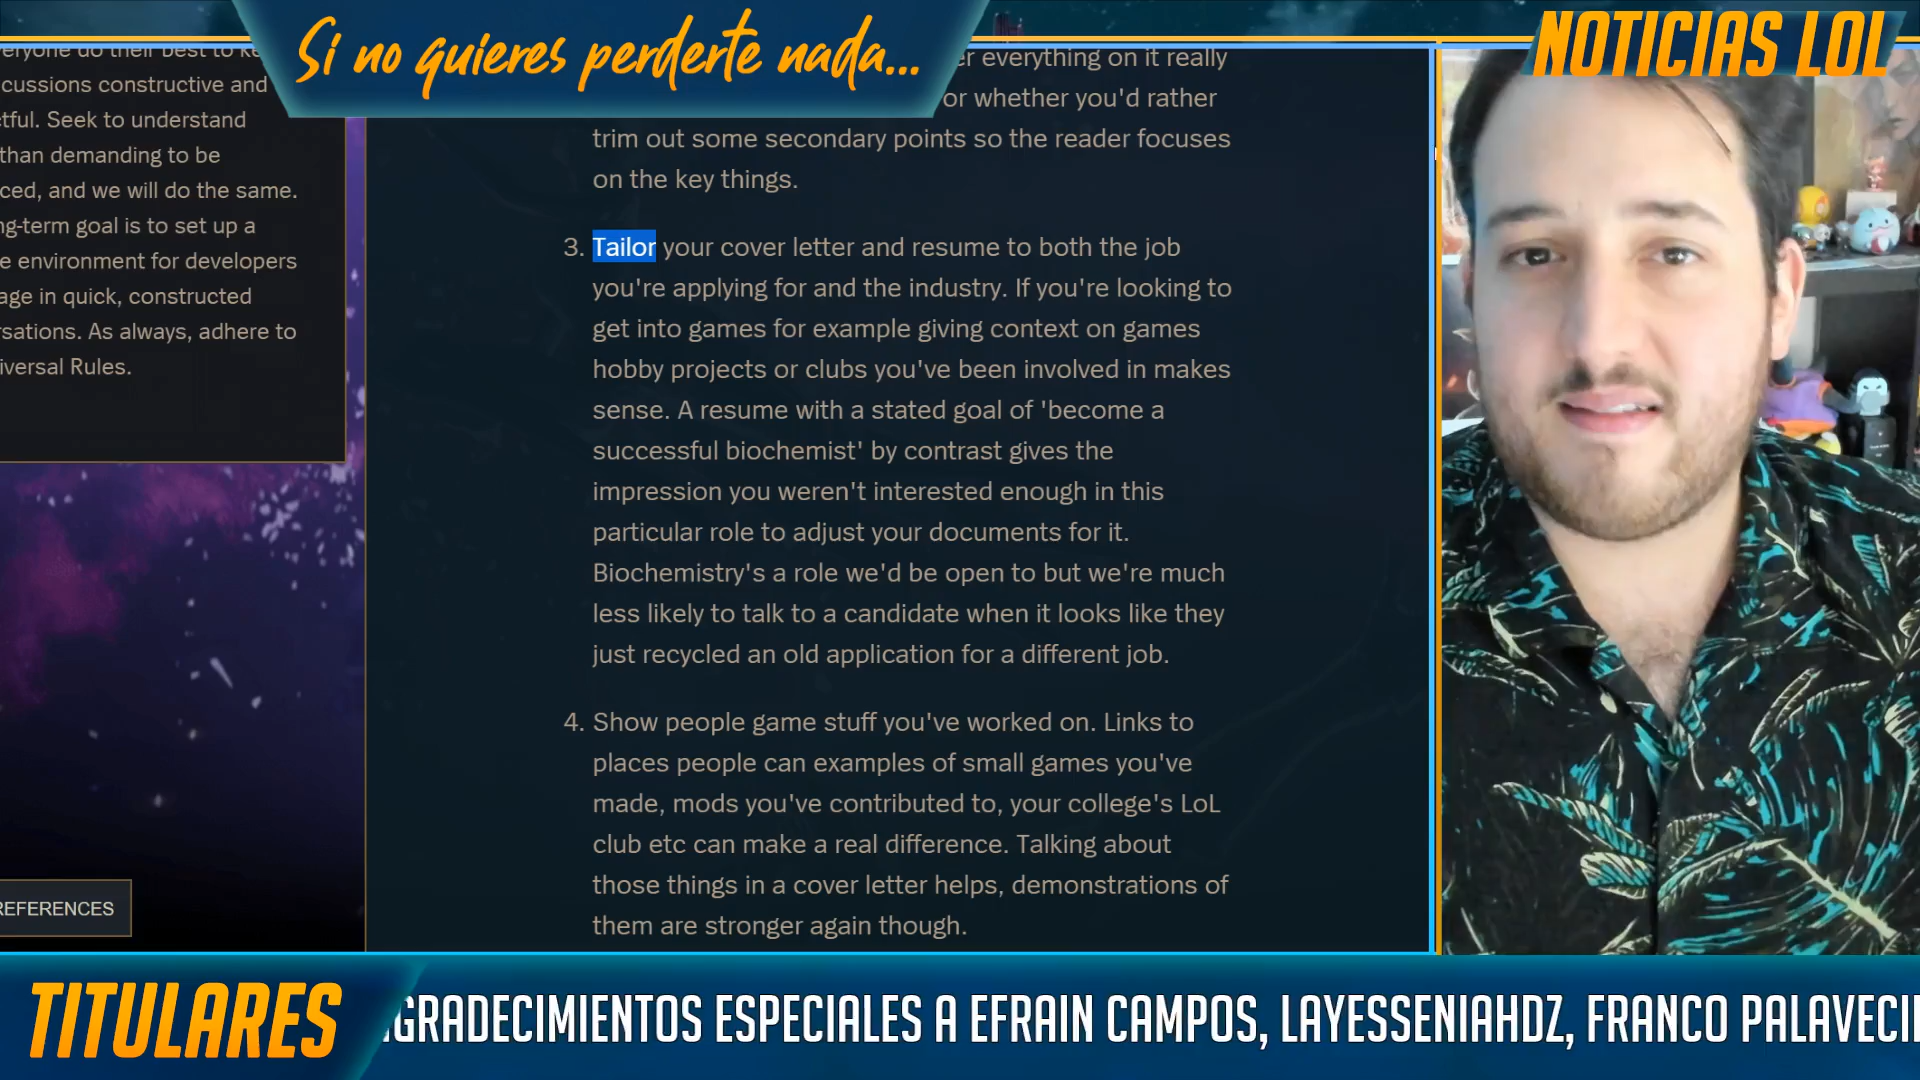 Si no quieres perderte nada...
NOTICIAS LOL
everyone do their best to
cussions constructive and
Seek to understand
than demanding to be
and we will do the same.
goal is to set up a
environment for developers
in quick, constructed
As always, adhere to
Rules.
REFERENCES
everything on it really
or whether you'd rather
trim out some secondary points so the reader focuses
on the key things.
3. Tailor your cover letter and resume to both the job
you're applying for and the industry. If you're looking to
get into games for example giving context on games
hobby projects or clubs you've been involved in makes
sense. A resume with a stated goal of 'become a
successful biochemist' by contrast gives the
impression you weren't interested enough in this
particular role to adjust your documents for it.
Biochemistry's a role we'd be open to but we're much
less likely to talk to a candidate when it looks like they
just recycled an old application for a different job.
4. Show people game stuff you've worked on. Links to
places people can examples of small games you've
made, mods you've contributed to, your college's LoL
club etc can make a real difference. Talking about
those things in a cover letter helps, demonstrations of
them are stronger again though.
TITULARES
GRADECIMIENTOS ESPECIALES A EFRAIN CAMPOS, LAYESSENIAHDZ, FRANCO PALAVECI